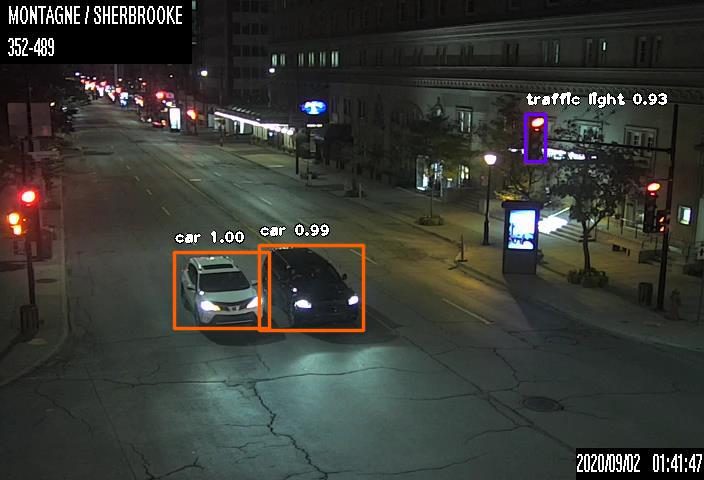 MONTAGNE / SHERBROOKE
352-489
traffic light 0.93
car 1.00
car 0.99
2020/09/02 01:41:47